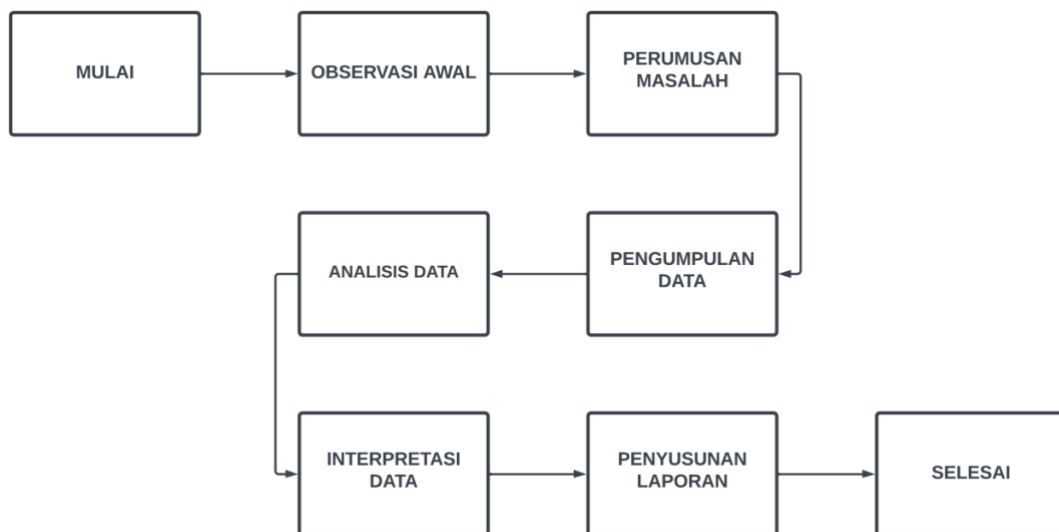 MULAI
OBSERVASI AWAL
PERUMUSAN
MASALAH
PENGUMPULAN
DATA
ANALISIS DATA
INTERPRETASI
DATA
PENYUSUNAN
LAPORAN
SELESAI